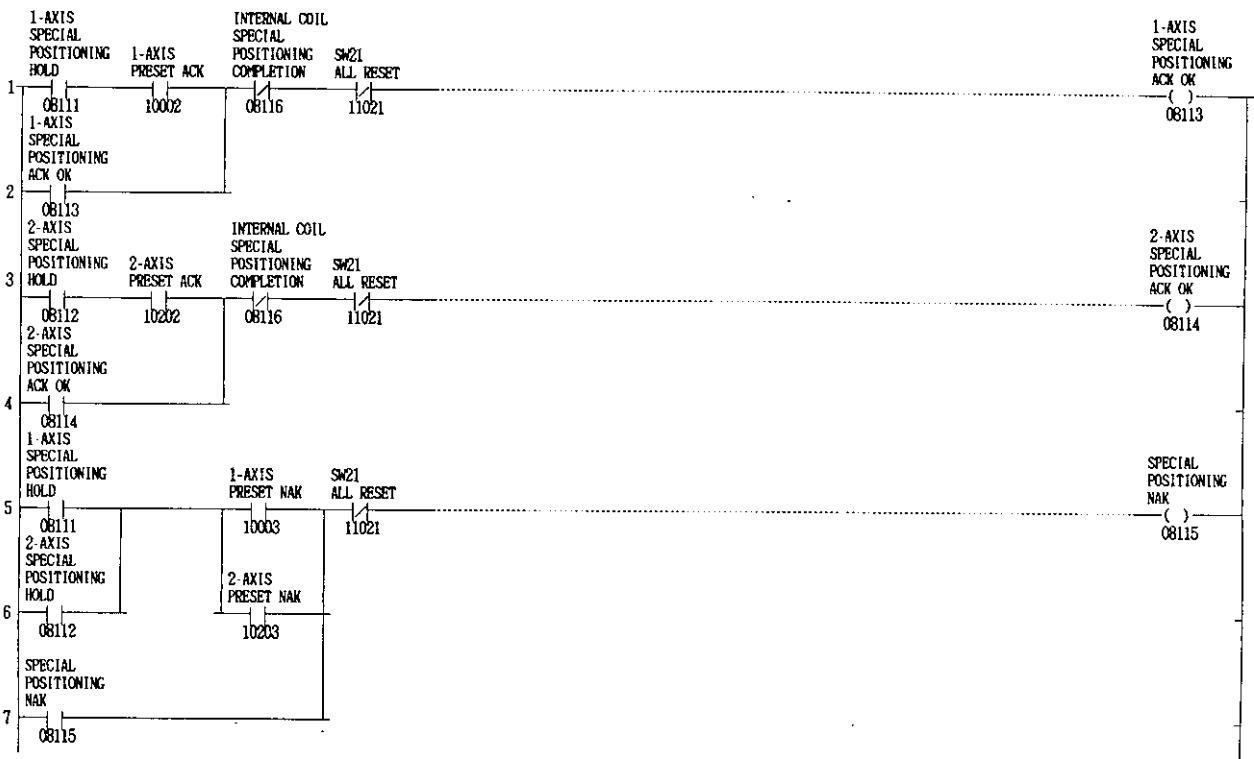 1-AXIS
SPECIAL
POSITIONING
HOLD
1-AXIS
PRESET ACK
INTERNAL COIL
SPECIAL
POSITIONING
COMPLETION
SW21
ALL RESET
1-AXIS
SPECIAL
POSITIONING
ACK OK
1
08111
10002
08116
11021
( )
08113
1-AXIS
SPECIAL
POSITIONING
ACK OK
2
08113
2-AXIS
SPECIAL
POSITIONING
HOLD
2-AXIS
PRESET ACK
INTERNAL COIL
SPECIAL
POSITIONING
COMPLETION
SW21
ALL RESET
2-AXIS
SPECIAL
POSITIONING
ACK OK
3
08112
10202
08116
11021
( )
08114
2-AXIS
SPECIAL
POSITIONING
ACK OK
4
08114
1-AXIS
SPECIAL
POSITIONING
HOLD
1-AXIS
PRESET NAK
SW21
ALL RESET
SPECIAL
POSITIONING
NAK
5
08111
10003
11021
( )
08115
2-AXIS
SPECIAL
POSITIONING
HOLD
2-AXIS
PRESET NAK
6
08112
10203
SPECIAL
POSITIONING
NAK
7
08115